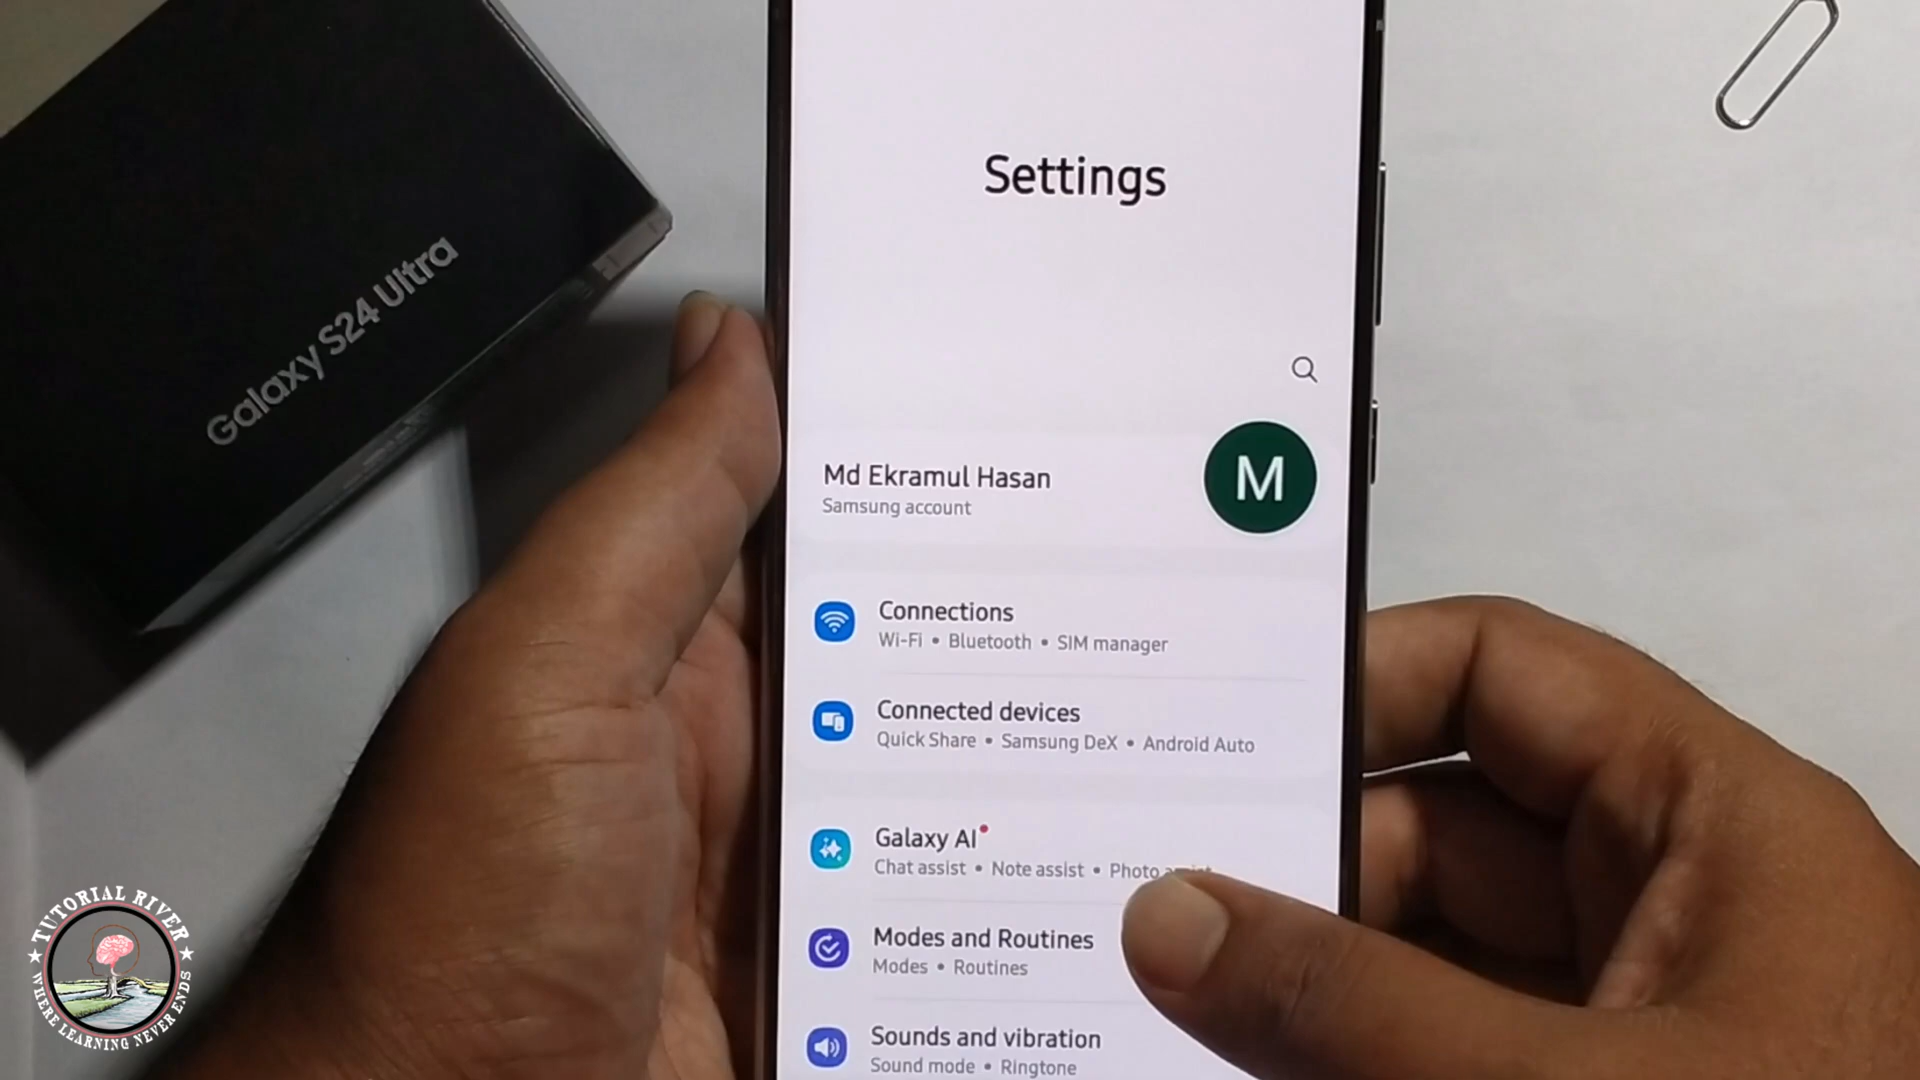 Galaxy S24 Ultra
Settings
Md Ekramul Hasan
Samsung account
M
Connections
Wi-Fi • Bluetooth • SIM manager
Connected devices
Quick Share • Samsung DeX • Android Auto
Galaxy AI
Chat assist • Note assist • Photo
Modes and Routines
Modes • Routines
Sounds and vibration
Sound mode • Ringtone
TUTORIAL RIVER
WHERE LEARNING NEVER ENDS